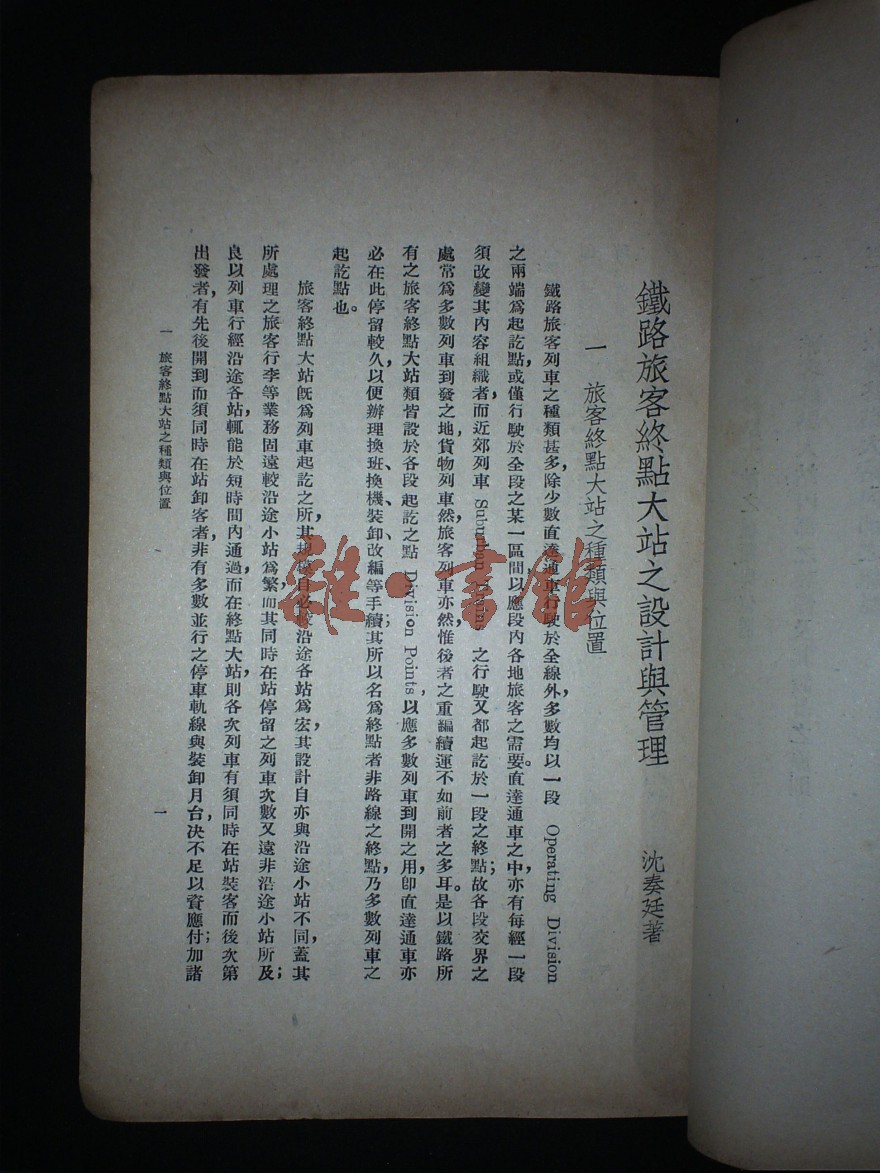 鐵路旅客終點大站之設計與管理
沈奏廷著
一 旅客終點大站之種類與位置
鐵路旅客列車之種類甚多,除少數直達通車行駛於全線外,多數均以一段 Operating Division
之兩端爲起訖點,或僅行駛於全段之某一區間以應段內各地旅客之需要。直達通車之中,亦有每經一段
須改變其內容組織者,而近郊列車 Suburban Trains 之行駛又都起訖於一段之終點;故各段交界之
處常爲多數列車到發之地,貨物列車然,旅客列車亦然,惟後者之重編續運不如前者之多耳。是以鐵路所
有之旅客終點大站類皆設於各段起訖之點 Division Points,以應多數列車到開之用,卽直達通車亦
必在此停留較久,以便辦理換班、換機、裝卸、改編等手續;其所以名爲終點者,非路線之終點,乃多數列車之
起訖點也。
旅客終點大站旣爲列車起訖之所,其規模自必較沿途各站爲宏,其設計自亦與沿途小站不同,蓋其
所處理之旅客行李等業務固遠較沿途小站爲繁,而其同時在站停留之列車次數又遠非沿途小站所及;
良以列車行經沿途各站,輒能於短時間內通過,而在終點大站,則各次列車有須同時在站裝客而後次第
出發者,有先後開到而須同時在站卸客者,非有多數並行之停車軌線與裝卸月台,決不足以資應付;加諸
一 旅客終點大站之種類與位置
一
雜·書館